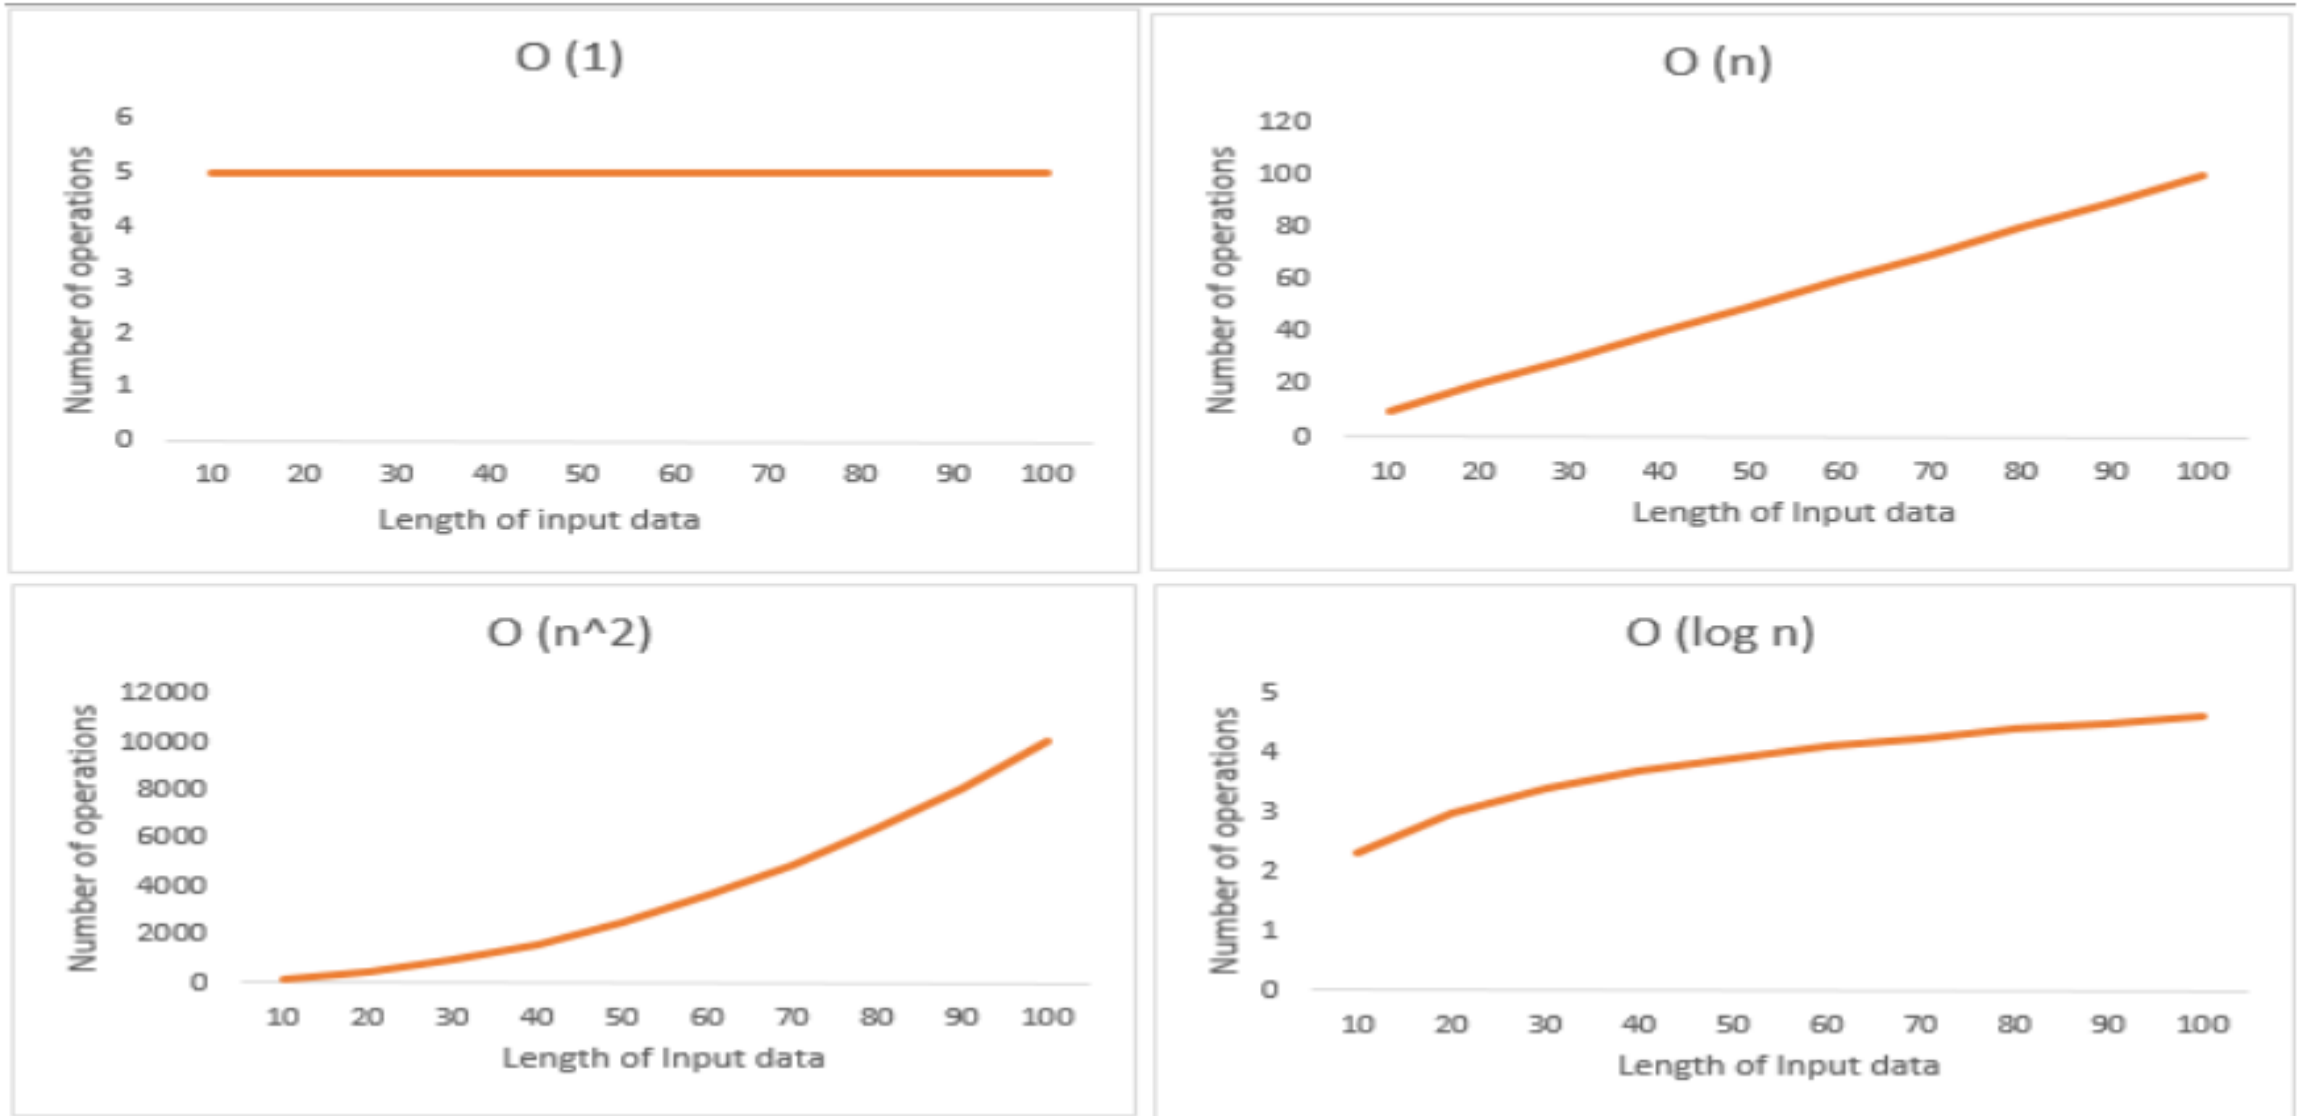 O (1)
Number of operations
6
5
4
3
2
1
0
10 20 30 40 50 60 70 80 90 100
Length of input data
O (n)
Number of operations
120
100
80
60
40
20
0
10 20 30 40 50 60 70 80 90 100
Length of Input data
O (n^2)
Number of operations
12000
10000
8000
6000
4000
2000
0
10 20 30 40 50 60 70 80 90 100
Length of Input data
O (log n)
Number of operations
5
4
3
2
1
0
10 20 30 40 50 60 70 80 90 100
Length of Input data